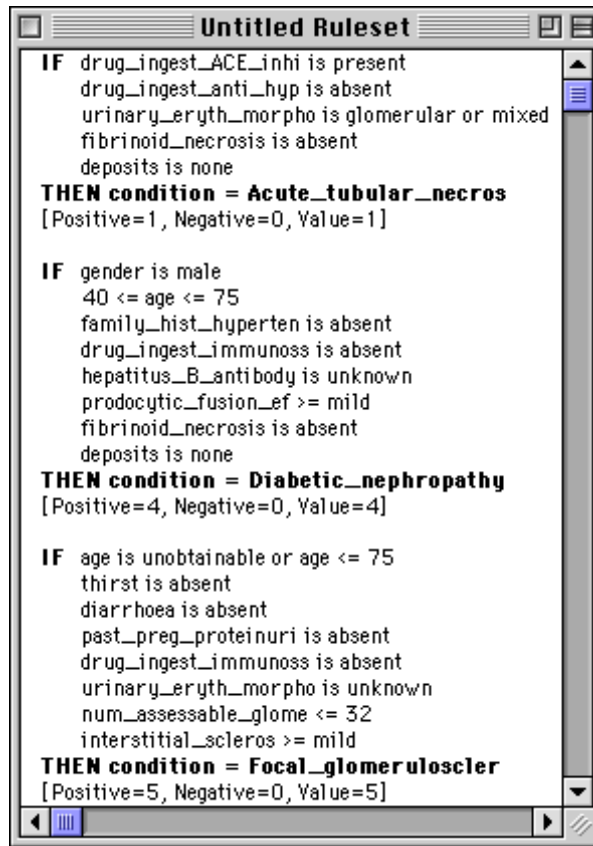 Untitled Ruleset
IF drug_ingest_ACE_inhi is present
drug_ingest_anti_hyp is absent
urinary_eryth_morpho is glomerular or mixed
fibrinoid_necrosis is absent
deposits is none
THEN condition = Acute_tubular_necros
[Positive=1, Negative=0, Value=1]
IF gender is male
40 <= age <= 75
family_hist_hyperten is absent
drug_ingest_immunoss is absent
hepatitus_B_antibody is unknown
prodocytic_fusion_ef >= mild
fibrinoid_necrosis is absent
deposits is none
THEN condition = Diabetic_nephropathy
[Positive=4, Negative=0, Value=4]
IF age is unobtainable or age <= 75
thirst is absent
diarrhoea is absent
past_preg_proteinuri is absent
drug_ingest_immunoss is absent
urinary_eryth_morpho is unknown
num_assessable_glome <= 32
interstitial_scleros >= mild
THEN condition = Focal_glomeruloscler
[Positive=5, Negative=0, Value=5]